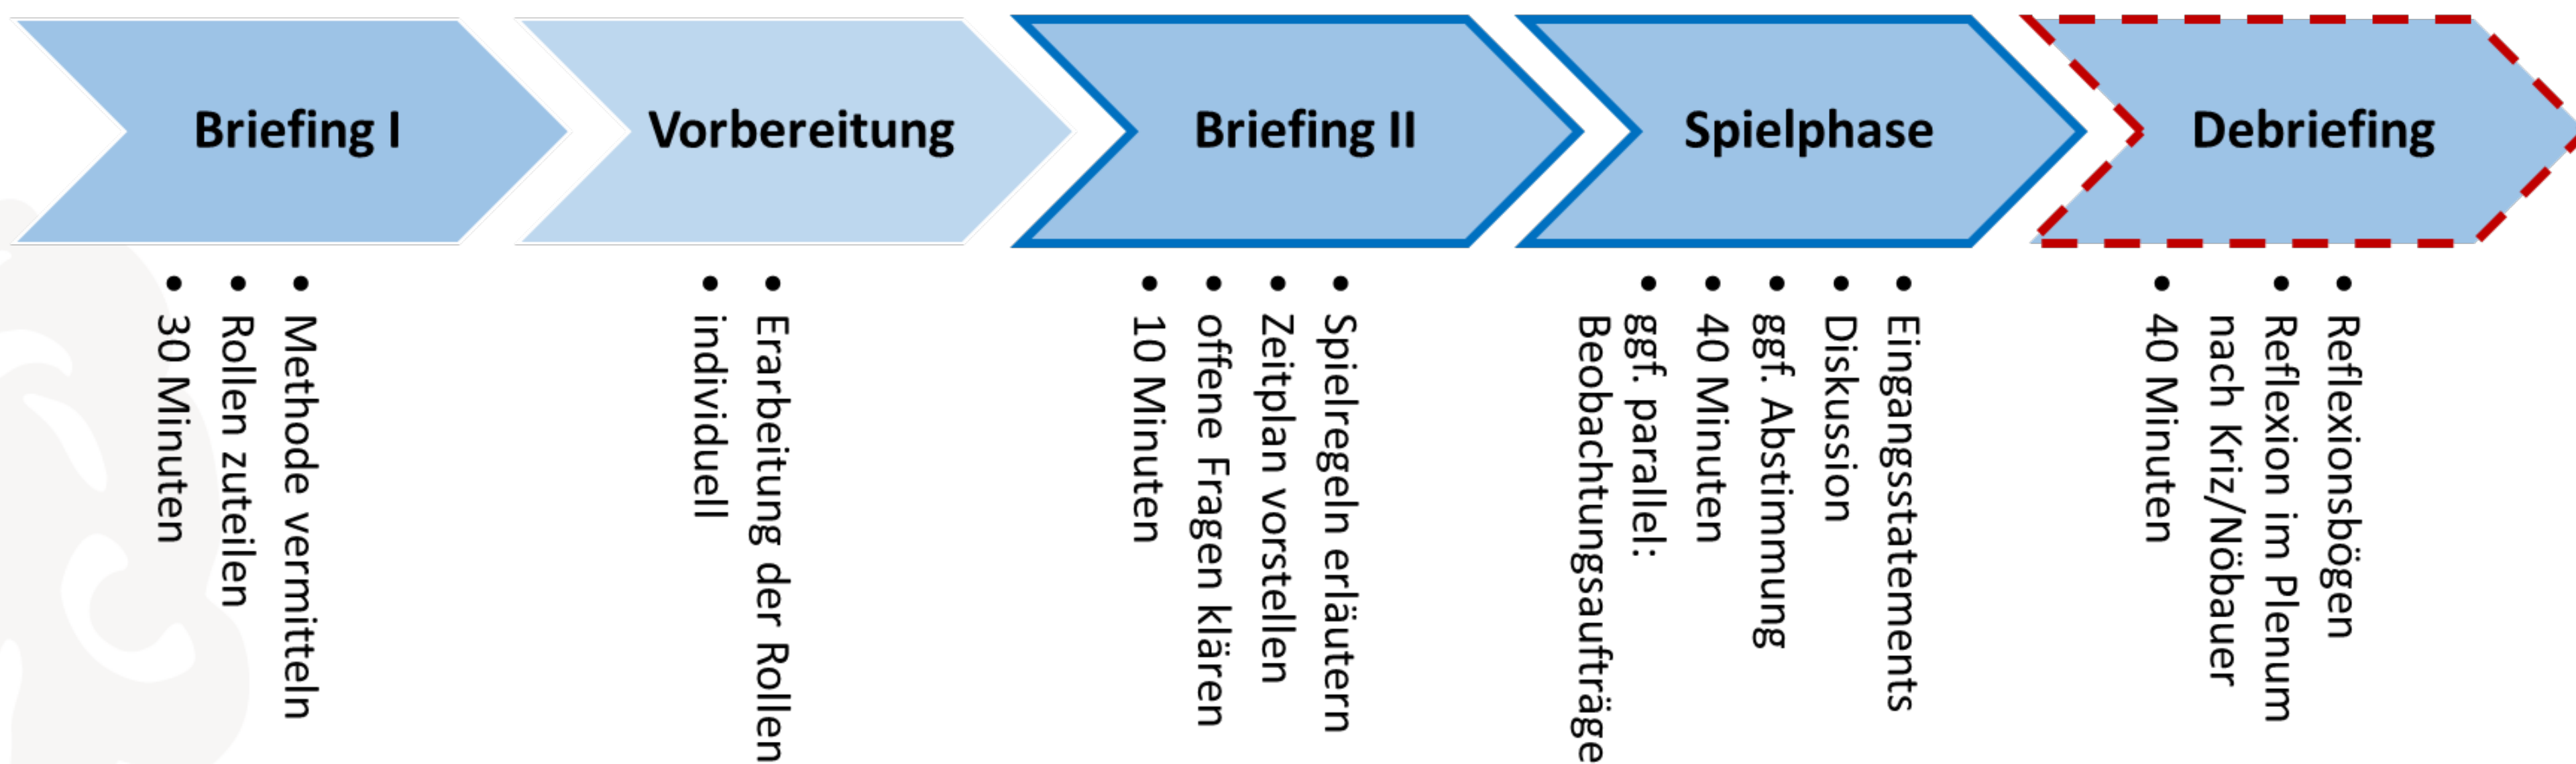 Briefing I
• Methode vermitteln
• Rollen zuteilen
• 30 Minuten
Vorbereitung
• Erarbeitung der Rollen
• individuell
Briefing II
• Spielregeln erläutern
• Zeitplan vorstellen
• offene Fragen klären
• 10 Minuten
Spielphase
• Eingangsstatements
• Diskussion
• ggf. Abstimmung
• 40 Minuten
• ggf. parallel:
Beobachtungsaufträge
Debriefing
• Reflexionsbögen
• Reflexion im Plenum
nach Kriz/Nöbauer
• 40 Minuten